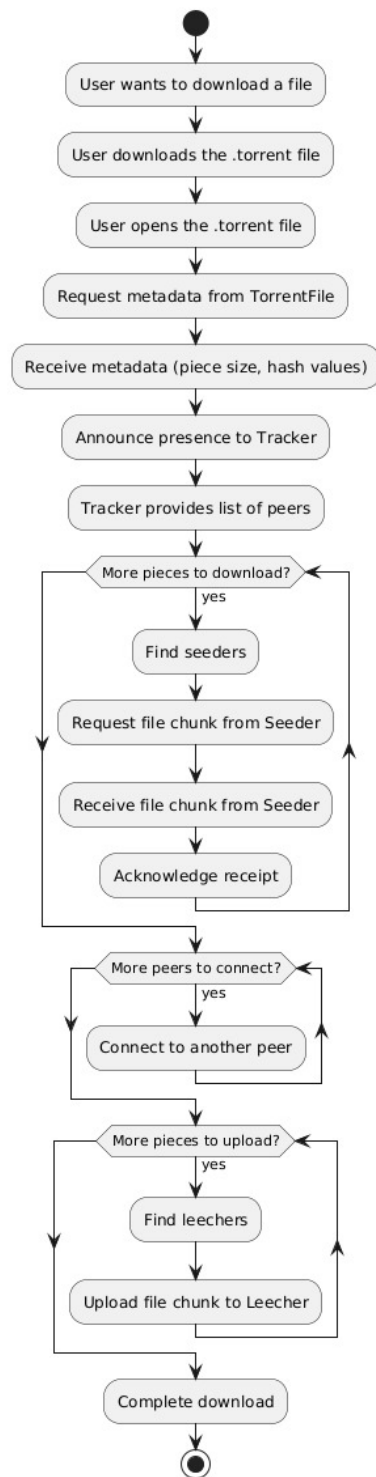 User wants to download a file
User downloads the .torrent file
User opens the .torrent file
Request metadata from TorrentFile
Receive metadata (piece size, hash values)
Announce presence to Tracker
Tracker provides list of peers
More pieces to download?
yes
Find seeders
Request file chunk from Seeder
Receive file chunk from Seeder
Acknowledge receipt
More peers to connect?
yes
Connect to another peer
More pieces to upload?
yes
Find leechers
Upload file chunk to Leecher
Complete download